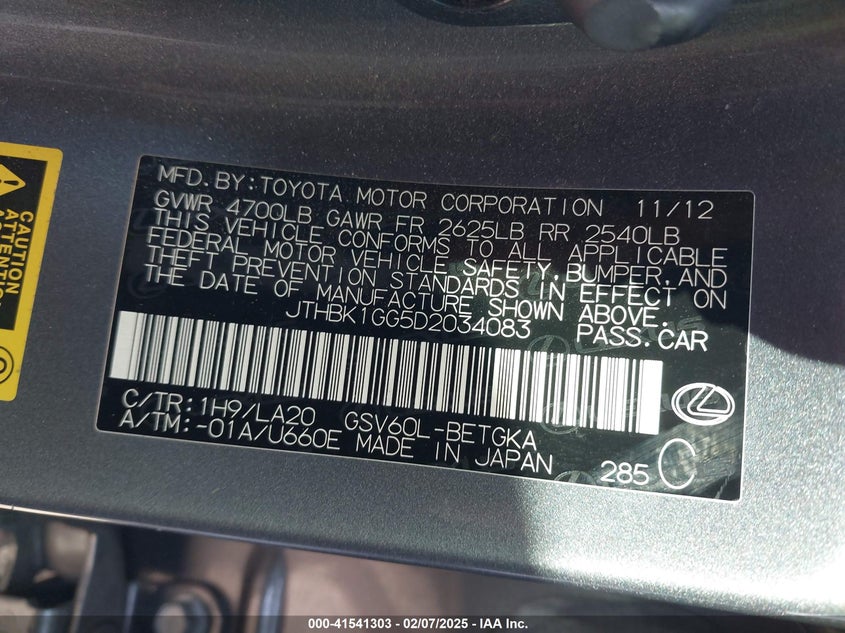 CAUTION
ATTENTION
MFD. BY: TOYOTA MOTOR CORPORATION 11/12
GVWR 4700LB GAWR FR 2625LB RR 2540LB
THIS VEHICLE CONFORMS TO ALL APPLICABLE
FEDERAL MOTOR VEHICLE SAFETY, BUMPER, AND
THEFT PREVENTION STANDARDS IN EFFECT ON
THE DATE OF MANUFACTURE SHOWN ABOVE.
JTHBK1GG5D2034083 PASS. CAR
C/TR: 1H9/LA20 GSV60L-BETGKA
A/TM: -01A/U660E MADE IN JAPAN
285 C
000-41541303 - 02/07/2025 - IAA Inc.